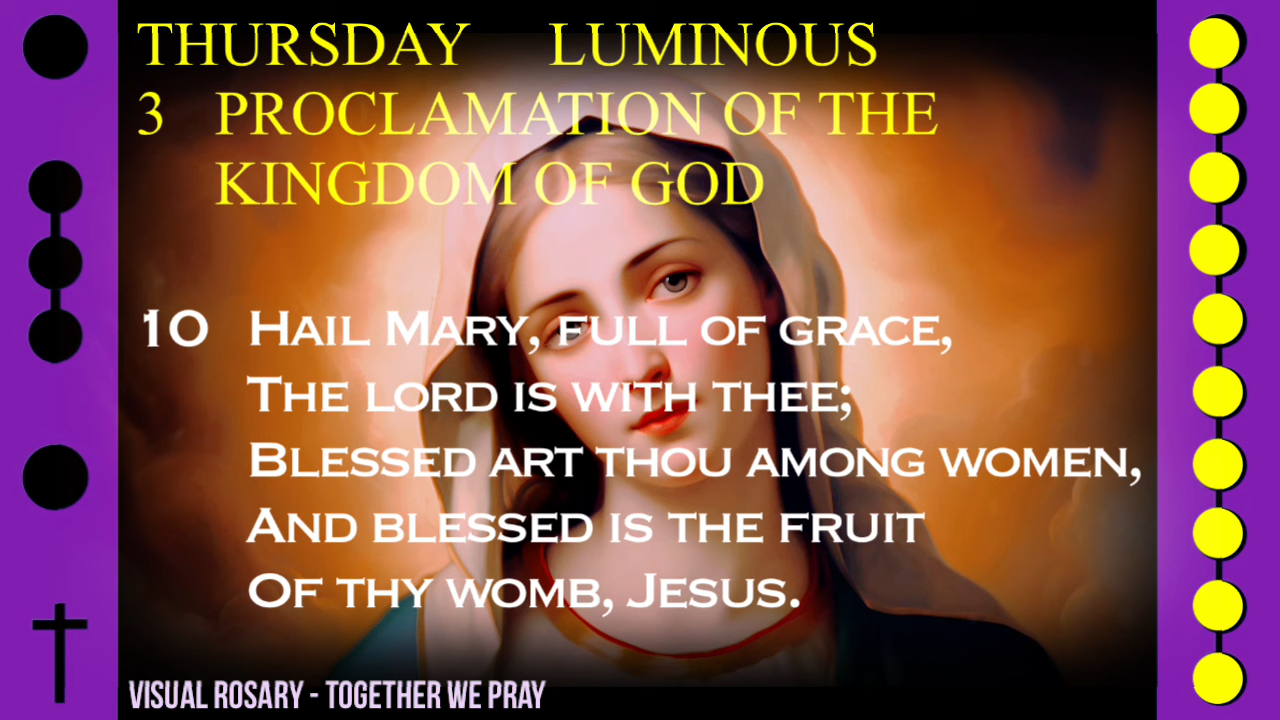 THURSDAY LUMINOUS
3 PROCLAMATION OF THE
KINGDOM OF GOD
10 HAIL MARY, FULL OF GRACE,
THE LORD IS WITH THEE;
BLESSED ART THOU AMONG WOMEN,
AND BLESSED IS THE FRUIT
OF THY WOMB, JESUS.
VISUAL ROSARY - TOGETHER WE PRAY